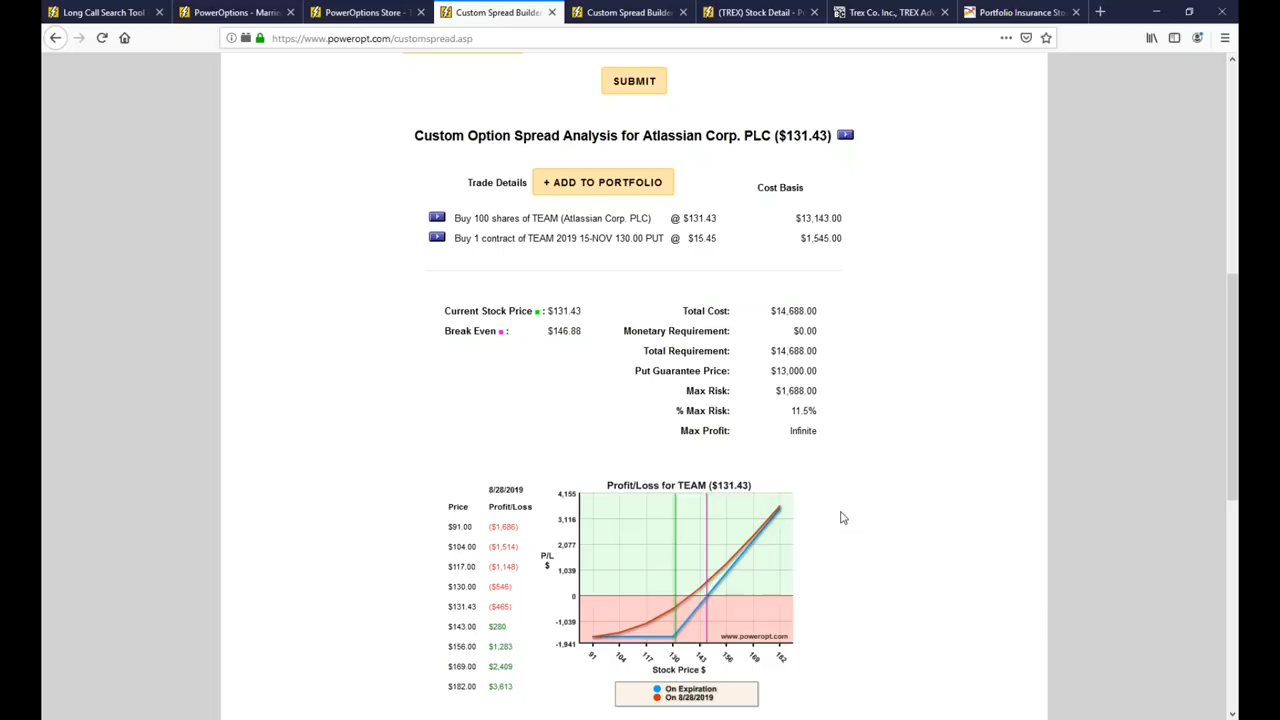 Long Call Search Tool
PowerOptions - Marrie
PowerOptions Store - T
Custom Spread Builde
Custom Spread Builde
(TREX) Stock Detail - P
Trex Co. Inc., TREX Adv
Portfolio Insurance Sto
https://www.poweropt.com/customspread.asp
SUBMIT
Custom Option Spread Analysis for Atlassian Corp. PLC ($131.43)
Trade Details + ADD TO PORTFOLIO Cost Basis
Buy 100 shares of TEAM (Atlassian Corp. PLC) @ $131.43 $13,143.00
Buy 1 contract of TEAM 2019 15-NOV 130.00 PUT @ $15.45 $1,545.00
Current Stock Price : $131.43 Total Cost: $14,688.00
Break Even : $146.88 Monetary Requirement: $0.00
Total Requirement: $14,688.00
Put Guarantee Price: $13,000.00
Max Risk: $1,688.00
% Max Risk: 11.5%
Max Profit: Infinite
8/28/2019
Price Profit/Loss
$91.00 ($1,686)
$104.00 ($1,514)
$117.00 ($1,148)
$130.00 ($546)
$131.43 ($465)
$143.00 $280
$156.00 $1,283
$169.00 $2,409
$182.00 $3,613
Profit/Loss for TEAM ($131.43)
4,155
3,116
2,077
P/L
$
1,039
0
-1,039
-1,941
www.poweropt.com
91 104 117 130 143 156 169 182
Stock Price $
On Expiration
On 8/28/2019